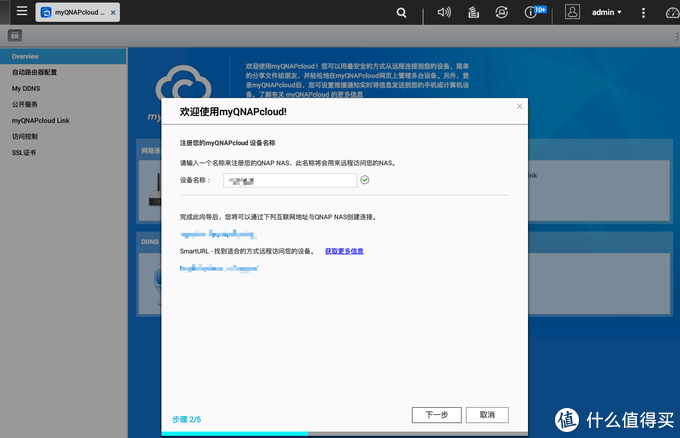 myQNAPcloud ...
10+
admin
Overview
自动路由器配置
My DDNS
公开服务
myQNAPcloud Link
访问控制
SSL证书
欢迎使用myQNAPcloud！您可以用最安全的方式从远程连接到您的设备、简单
的分享文件给朋友、并轻松地在myQNAPcloud网页上管理多台设备。另外，登
录myQNAPcloud后，您可设置推播通知实时将信息发送到您的手机或计算机设
备。了解有关 myQNAPcloud 的更多信息
my
网络连
nk
DDNS
欢迎使用myQNAPcloud!
注册您的myQNAPcloud 设备名称
请输入一个名称来注册您的QNAP NAS，此名称将会用来远程访问您的NAS。
设备名称：
完成此向导后，您将可以通过下列互联网地址与QNAP NAS创建连接。
SmartURL - 找到适合的方式远程访问您的设备。 获取更多信息
步骤 2/5
下一步
取消
值 什么值得买